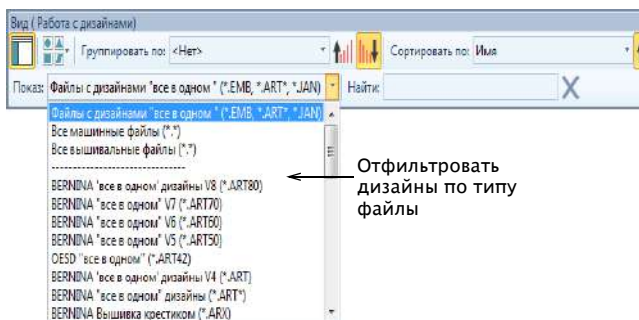 Вид (Работа с дизайнами)
Группировать по: <Нет> Сортировать по: Имя
Показ: Файлы с дизайнами "все в одном " (*.EMB, *.ART*, *.JAN) Найти:
Файлы с дизайнами "все в одном " (*.EMB, *.ART*, *.JAN)
Все машинные файлы (*.*)
Все вышивальные файлы (*.*)
-------------------------------
BERNINA 'все в одном' дизайны V8 (*.ART80)
BERNINA "все в одном" V7 (*.ART70)
BERNINA "все в одном" V6 (*.ART60)
BERNINA "все в одном" V5 (*.ART50)
OESD "все в одном" (*.ART42)
BERNINA 'все в одном' дизайны V4 (*.ART)
BERNINA "все в одном" дизайны (*.ART*)
BERNINA Вышивка крестиком (*.ARX)
Отфильтровать
дизайны по типу
файлы